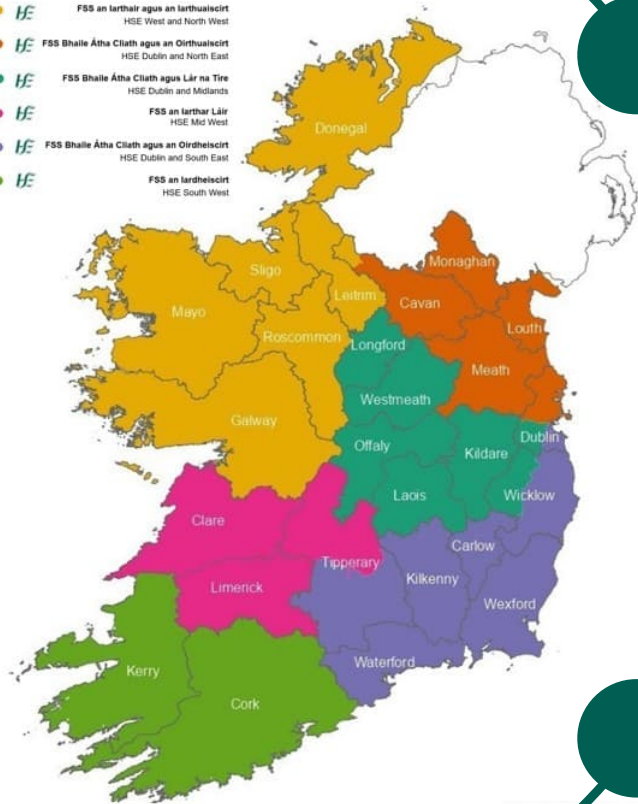 FSS an Iarthair agus an Iarthuaiscirt
HSE West and North West
FSS Bhaile Átha Cliath agus an Oirthuaiscirt
HSE Dublin and North East
FSS Bhaile Átha Cliath agus Lár na Tíre
HSE Dublin and Midlands
FSS an Iarthar Láir
HSE Mid West
FSS Bhaile Átha Cliath agus an Oirdheiscirt
HSE Dublin and South East
FSS an Iardheiscirt
HSE South West
Donegal
Monaghan
Sligo
Leitrim
Cavan
Mayo
Louth
Roscommon
Longford
Meath
Westmeath
Galway
Dublin
Offaly
Kildare
Laois
Wicklow
Clare
Carlow
Tipperary
Kilkenny
Limerick
Wexford
Waterford
Kerry
Cork